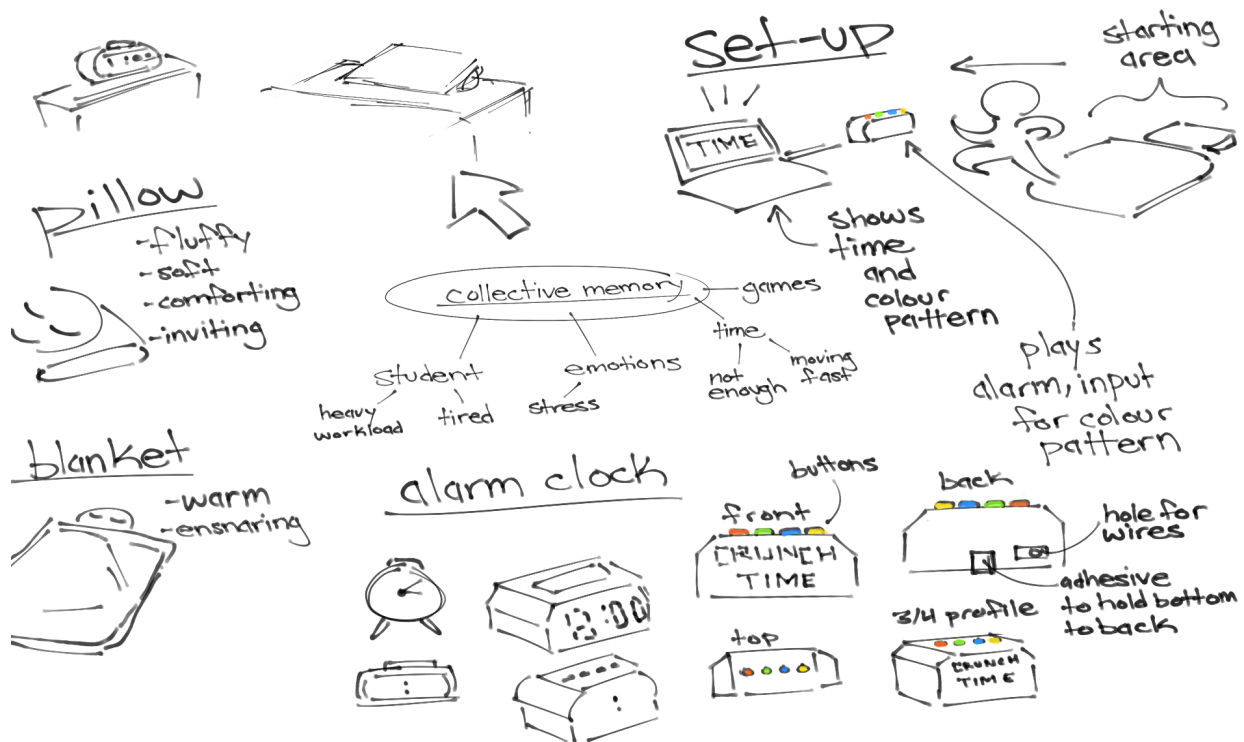 1:00
pillow
-fluffy
-soft
-comforting
-inviting
blanket
-warm
-ensnaring
collective memory
games
time
not
enough
moving
fast
student
heavy
workload
tired
emotions
stress
set-up
TIME
starting
area
shows
time
and
colour
pattern
plays
alarm, input
for colour
pattern
alarm clock
12:00
:
:
buttons
front
CRUNCH
TIME
top
back
hole for
wires
adhesive
to hold bottom
to back
3/4 profile
CRUNCH
TIME